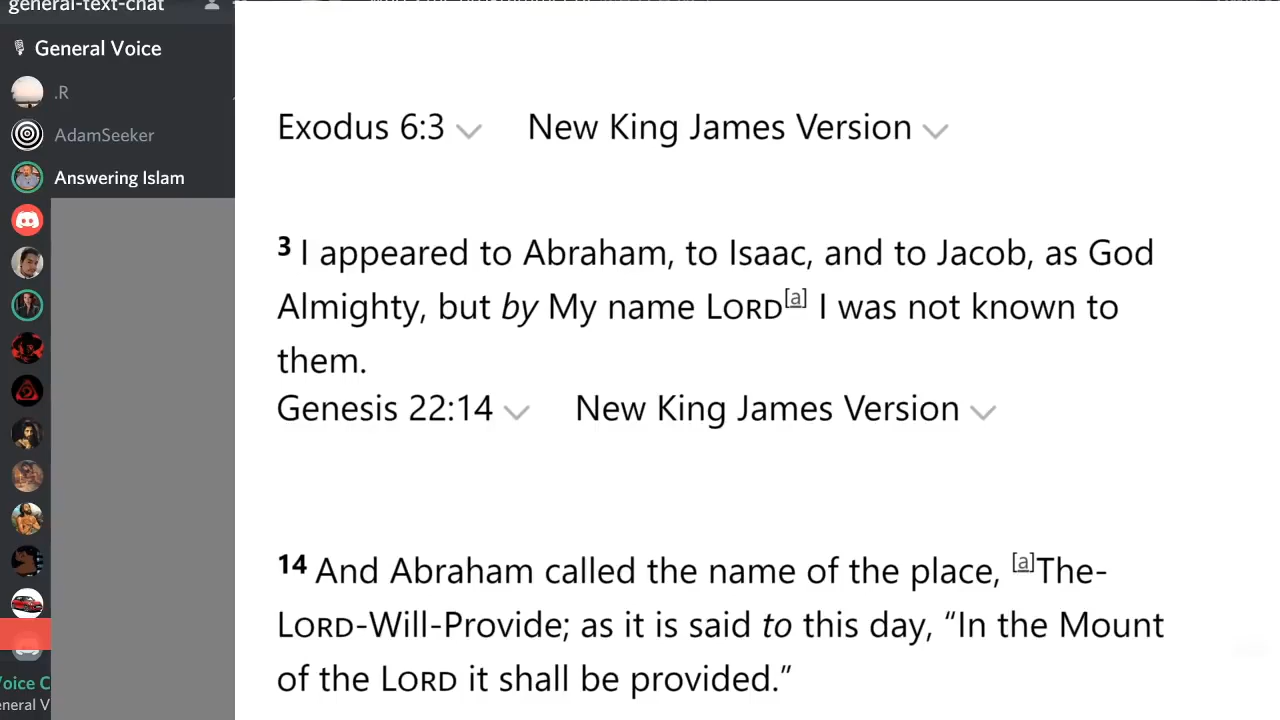 general-text-chat
General Voice
.R
AdamSeeker
Answering Islam
Voice C
eneral V
Exodus 6:3 New King James Version
3 I appeared to Abraham, to Isaac, and to Jacob, as God
Almighty, but by My name LORD[a] I was not known to
them.
Genesis 22:14 New King James Version
14 And Abraham called the name of the place, [a]The-
LORD-Will-Provide; as it is said to this day, “In the Mount
of the LORD it shall be provided.”